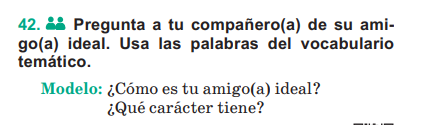 42. Pregunta a tu compañero(a) de su ami-
go(a) ideal. Usa las palabras del vocabulario
temático.
Modelo: ¿Cómo es tu amigo(a) ideal?
¿Qué carácter tiene?